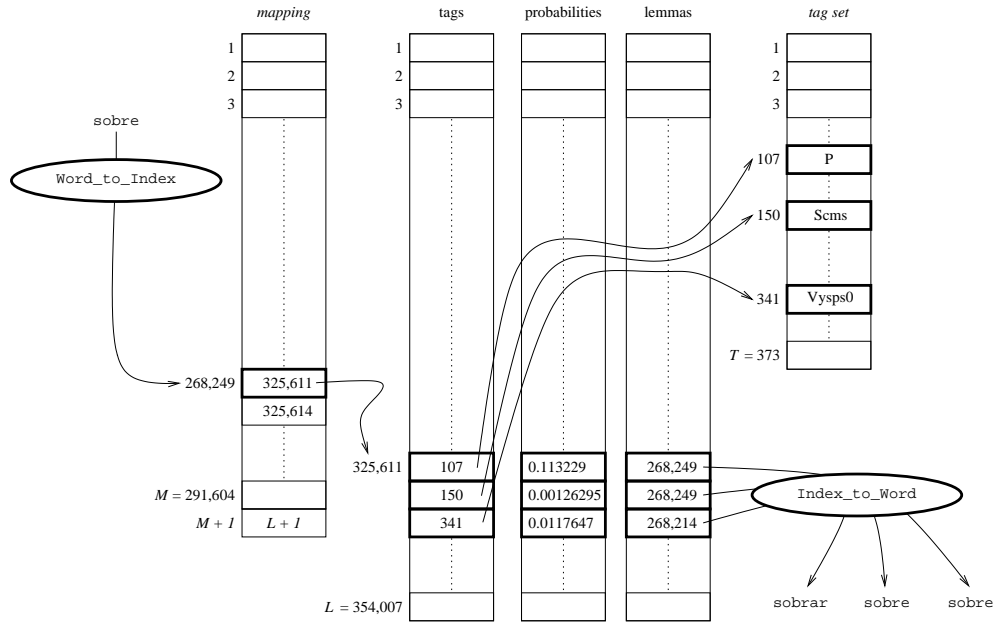 mapping tags probabilities lemmas tag set
1 1 1
2 2 2
3 3 3
sobre
Word_to_Index
107 P
150 Scms
341 Vysps0
T = 373
268,249 325,611
325,614
325,611 107 0.113229 268,249
M = 291,604 150 0.00126295 268,249 Index_to_Word
M + 1 L + 1 341 0.0117647 268,214
sobrar sobre sobre
L = 354,007